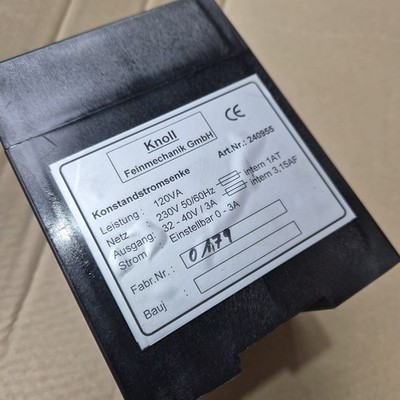 Knoll
Feinmechanik GmbH
CE
Art.Nr.: 240955
Konstandstromsenke
Leistung : 120VA
Netz : 230V 50/60Hz intern 1AT
Ausgang: 32 - 40V / 3A intern 3,15AF
Strom : Einstellbar 0 - 3A
Fabr.Nr.:
Bauj :